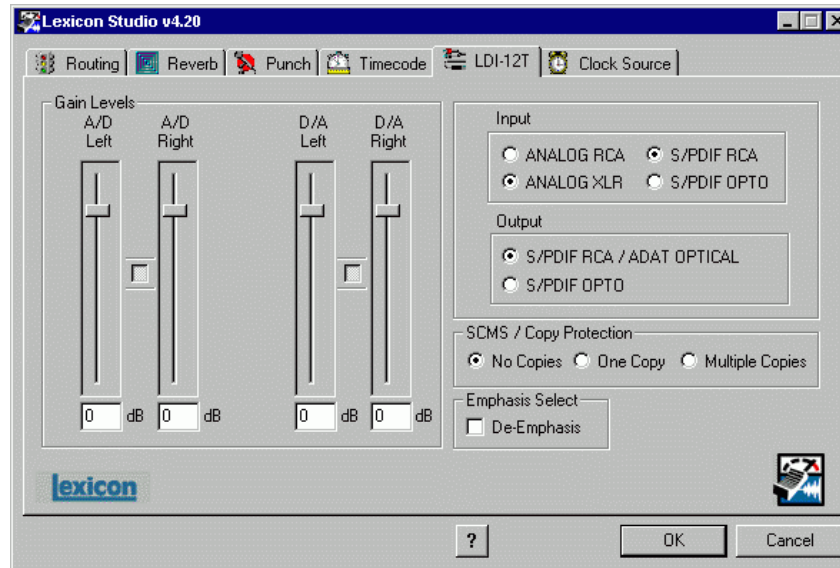 Lexicon Studio v4.20
Routing Reverb Punch Timecode LDI-12T Clock Source
Gain Levels
A/D Left
A/D Right
D/A Left
D/A Right
0 dB 0 dB 0 dB 0 dB
Input
ANALOG RCA S/PDIF RCA
ANALOG XLR S/PDIF OPTO
Output
S/PDIF RCA / ADAT OPTICAL
S/PDIF OPTO
SCMS / Copy Protection
No Copies One Copy Multiple Copies
Emphasis Select
De-Emphasis
lexicon
? OK Cancel